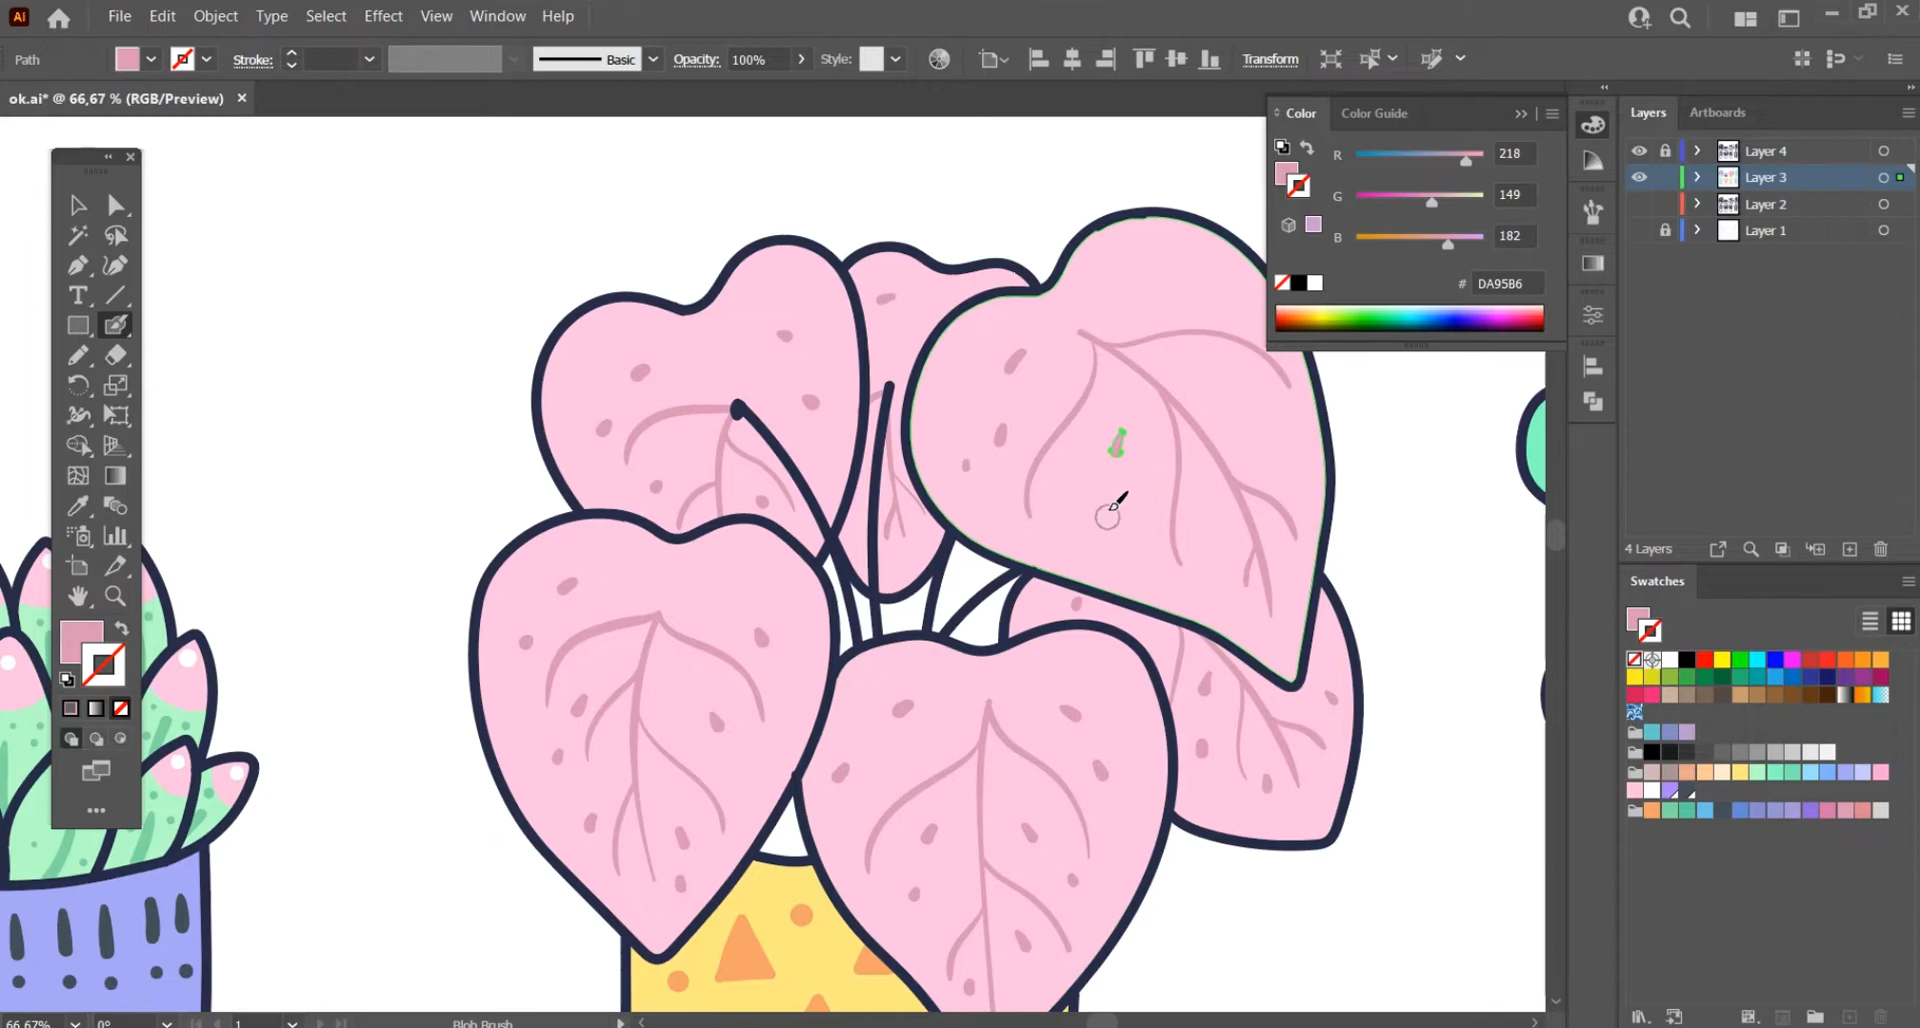 Ai File Edit Object Type Select Effect View Window Help
Path Stroke: Basic Opacity: 100% Style: Transform
ok.ai* @ 66,67 % (RGB/Preview) ×
Color Color Guide
R 218
G 149
B 182
# DA95B6
Layers Artboards
Layer 4
Layer 3
Layer 2
Layer 1
4 Layers
Swatches
66,67% 0° 1 Blob Brush